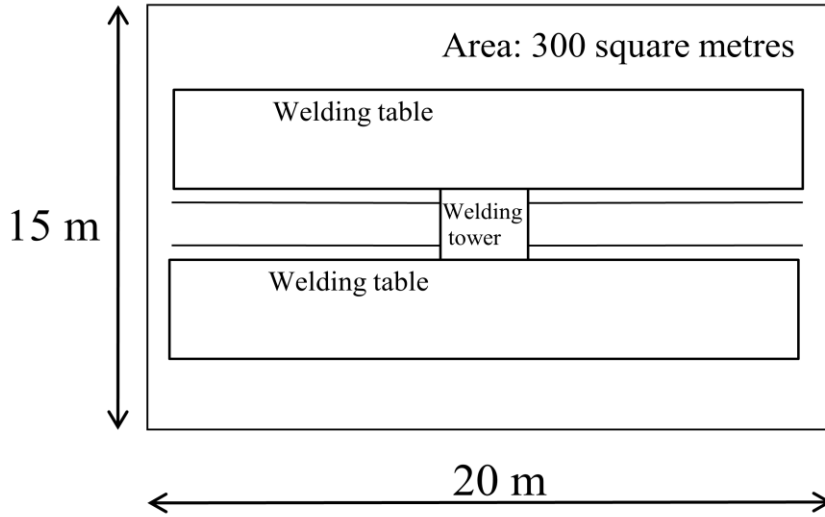 Area: 300 square metres
Welding table
15 m
Welding
tower
Welding table
20 m